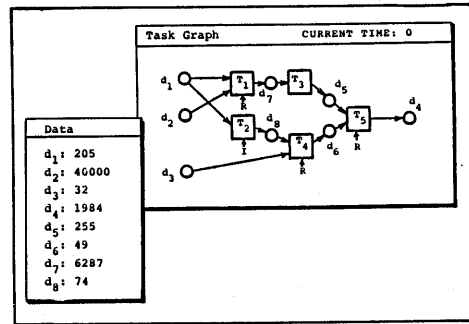 Task Graph CURRENT TIME: 0
d1 T1 d7 T3 d5
R
d2 T2 d8 T5 d4
I T4 d6 R
d3 R
Data
d1: 205
d2: 40000
d3: 32
d4: 1984
d5: 255
d6: 49
d7: 6287
d8: 74